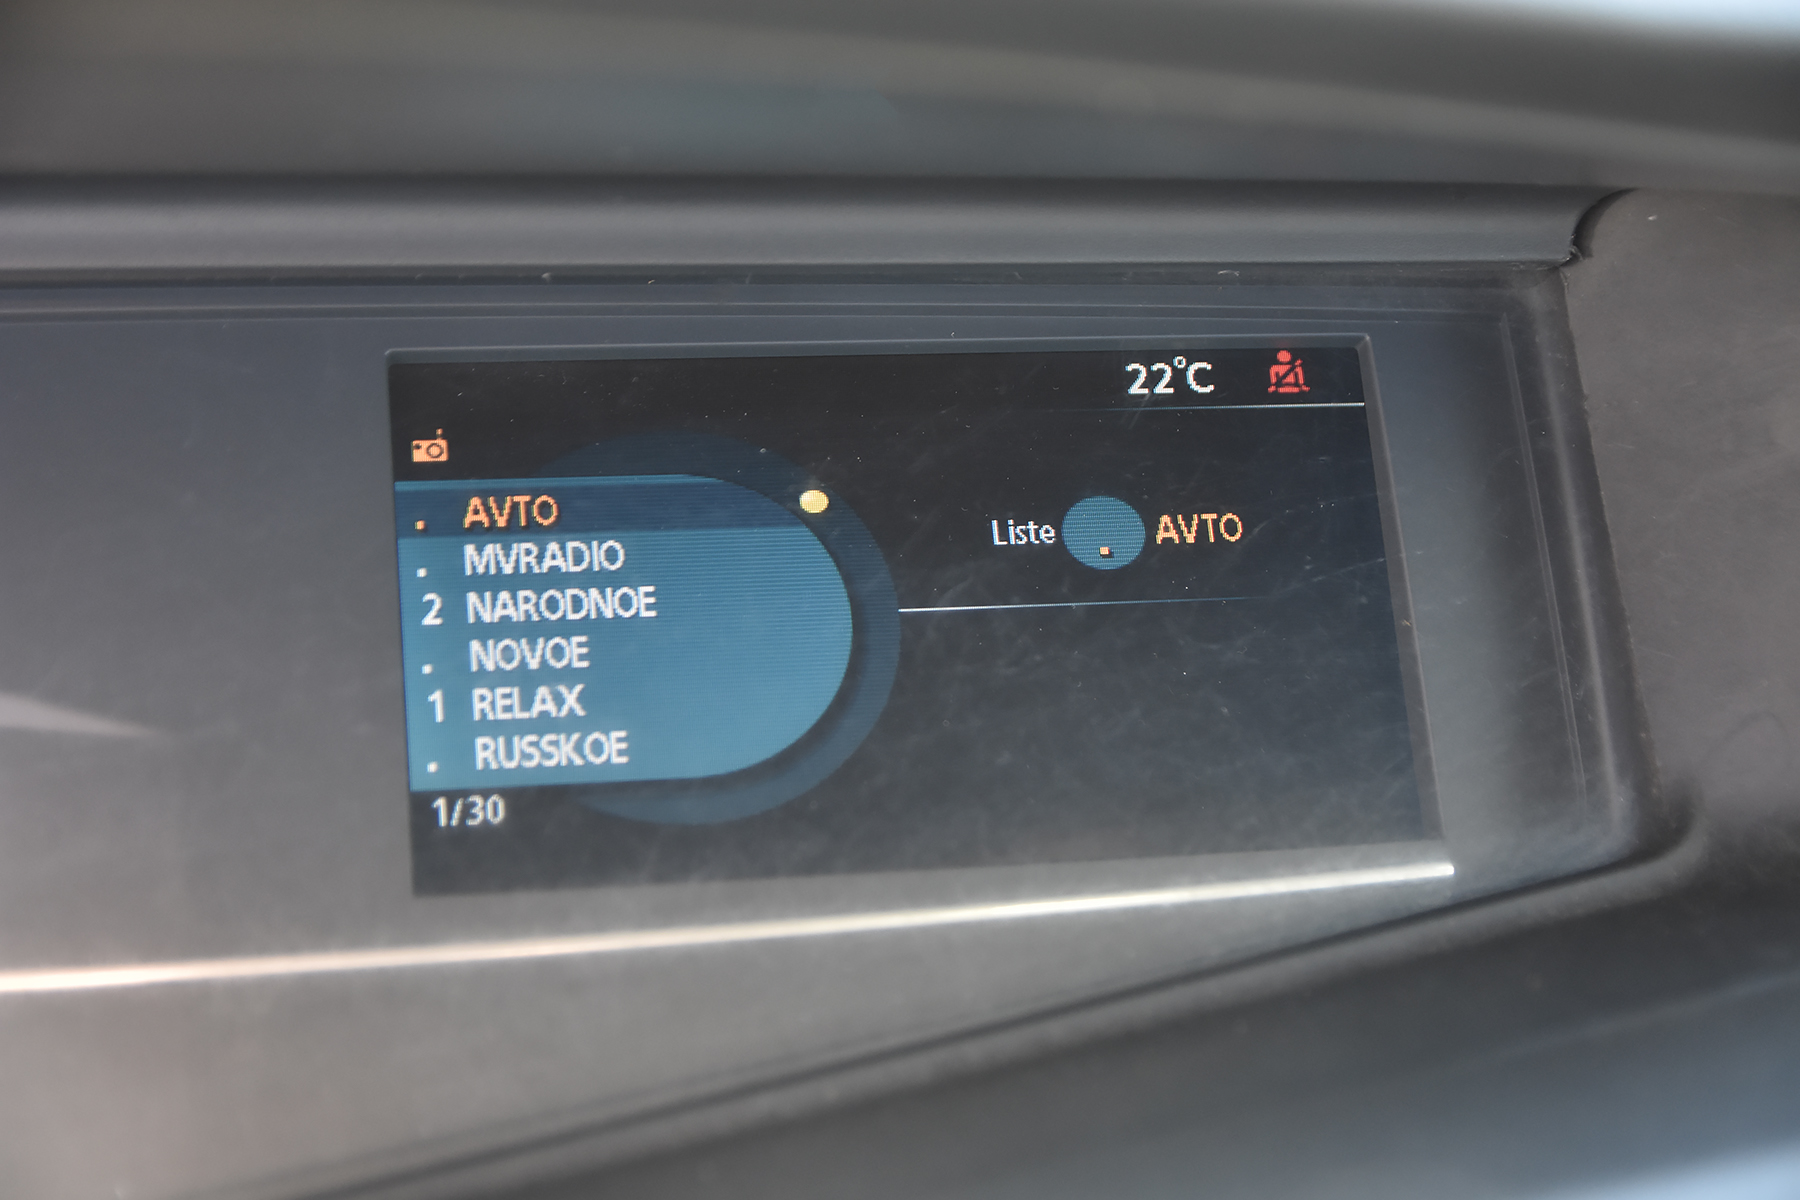 22°C
. AVTO
. MVRADIO
2 NARODNOE
. NOVOE
1 RELAX
. RUSSKOE
1/30
Liste . AVTO